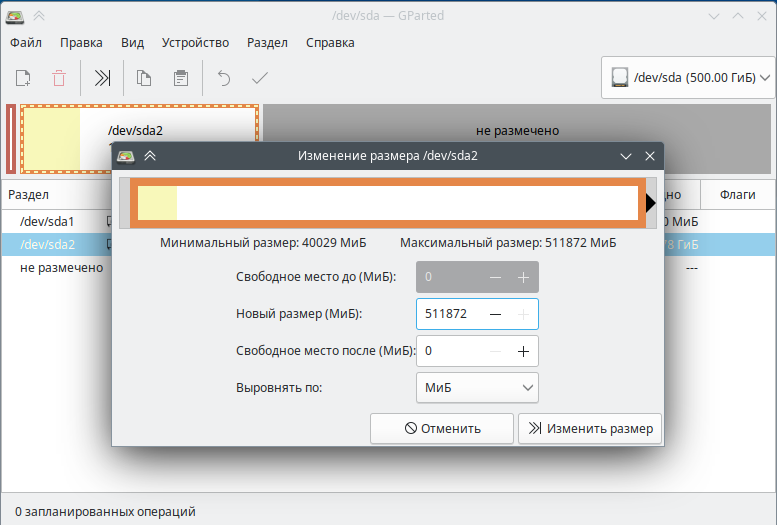 /dev/sda — GParted
Файл Правка Вид Устройство Раздел Справка
/dev/sda (500.00 ГиБ)
/dev/sda2
не размечено
Изменение размера /dev/sda2
Минимальный размер: 40029 МиБ Максимальный размер: 511872 МиБ
Свободное место до (МиБ): 0
Новый размер (МиБ): 511872
Свободное место после (МиБ): 0
Выровнять по: МиБ
Отменить Изменить размер
Раздел Флаги
/dev/sda1 МиБ
/dev/sda2 ГиБ
не размечено ---
0 запланированных операций